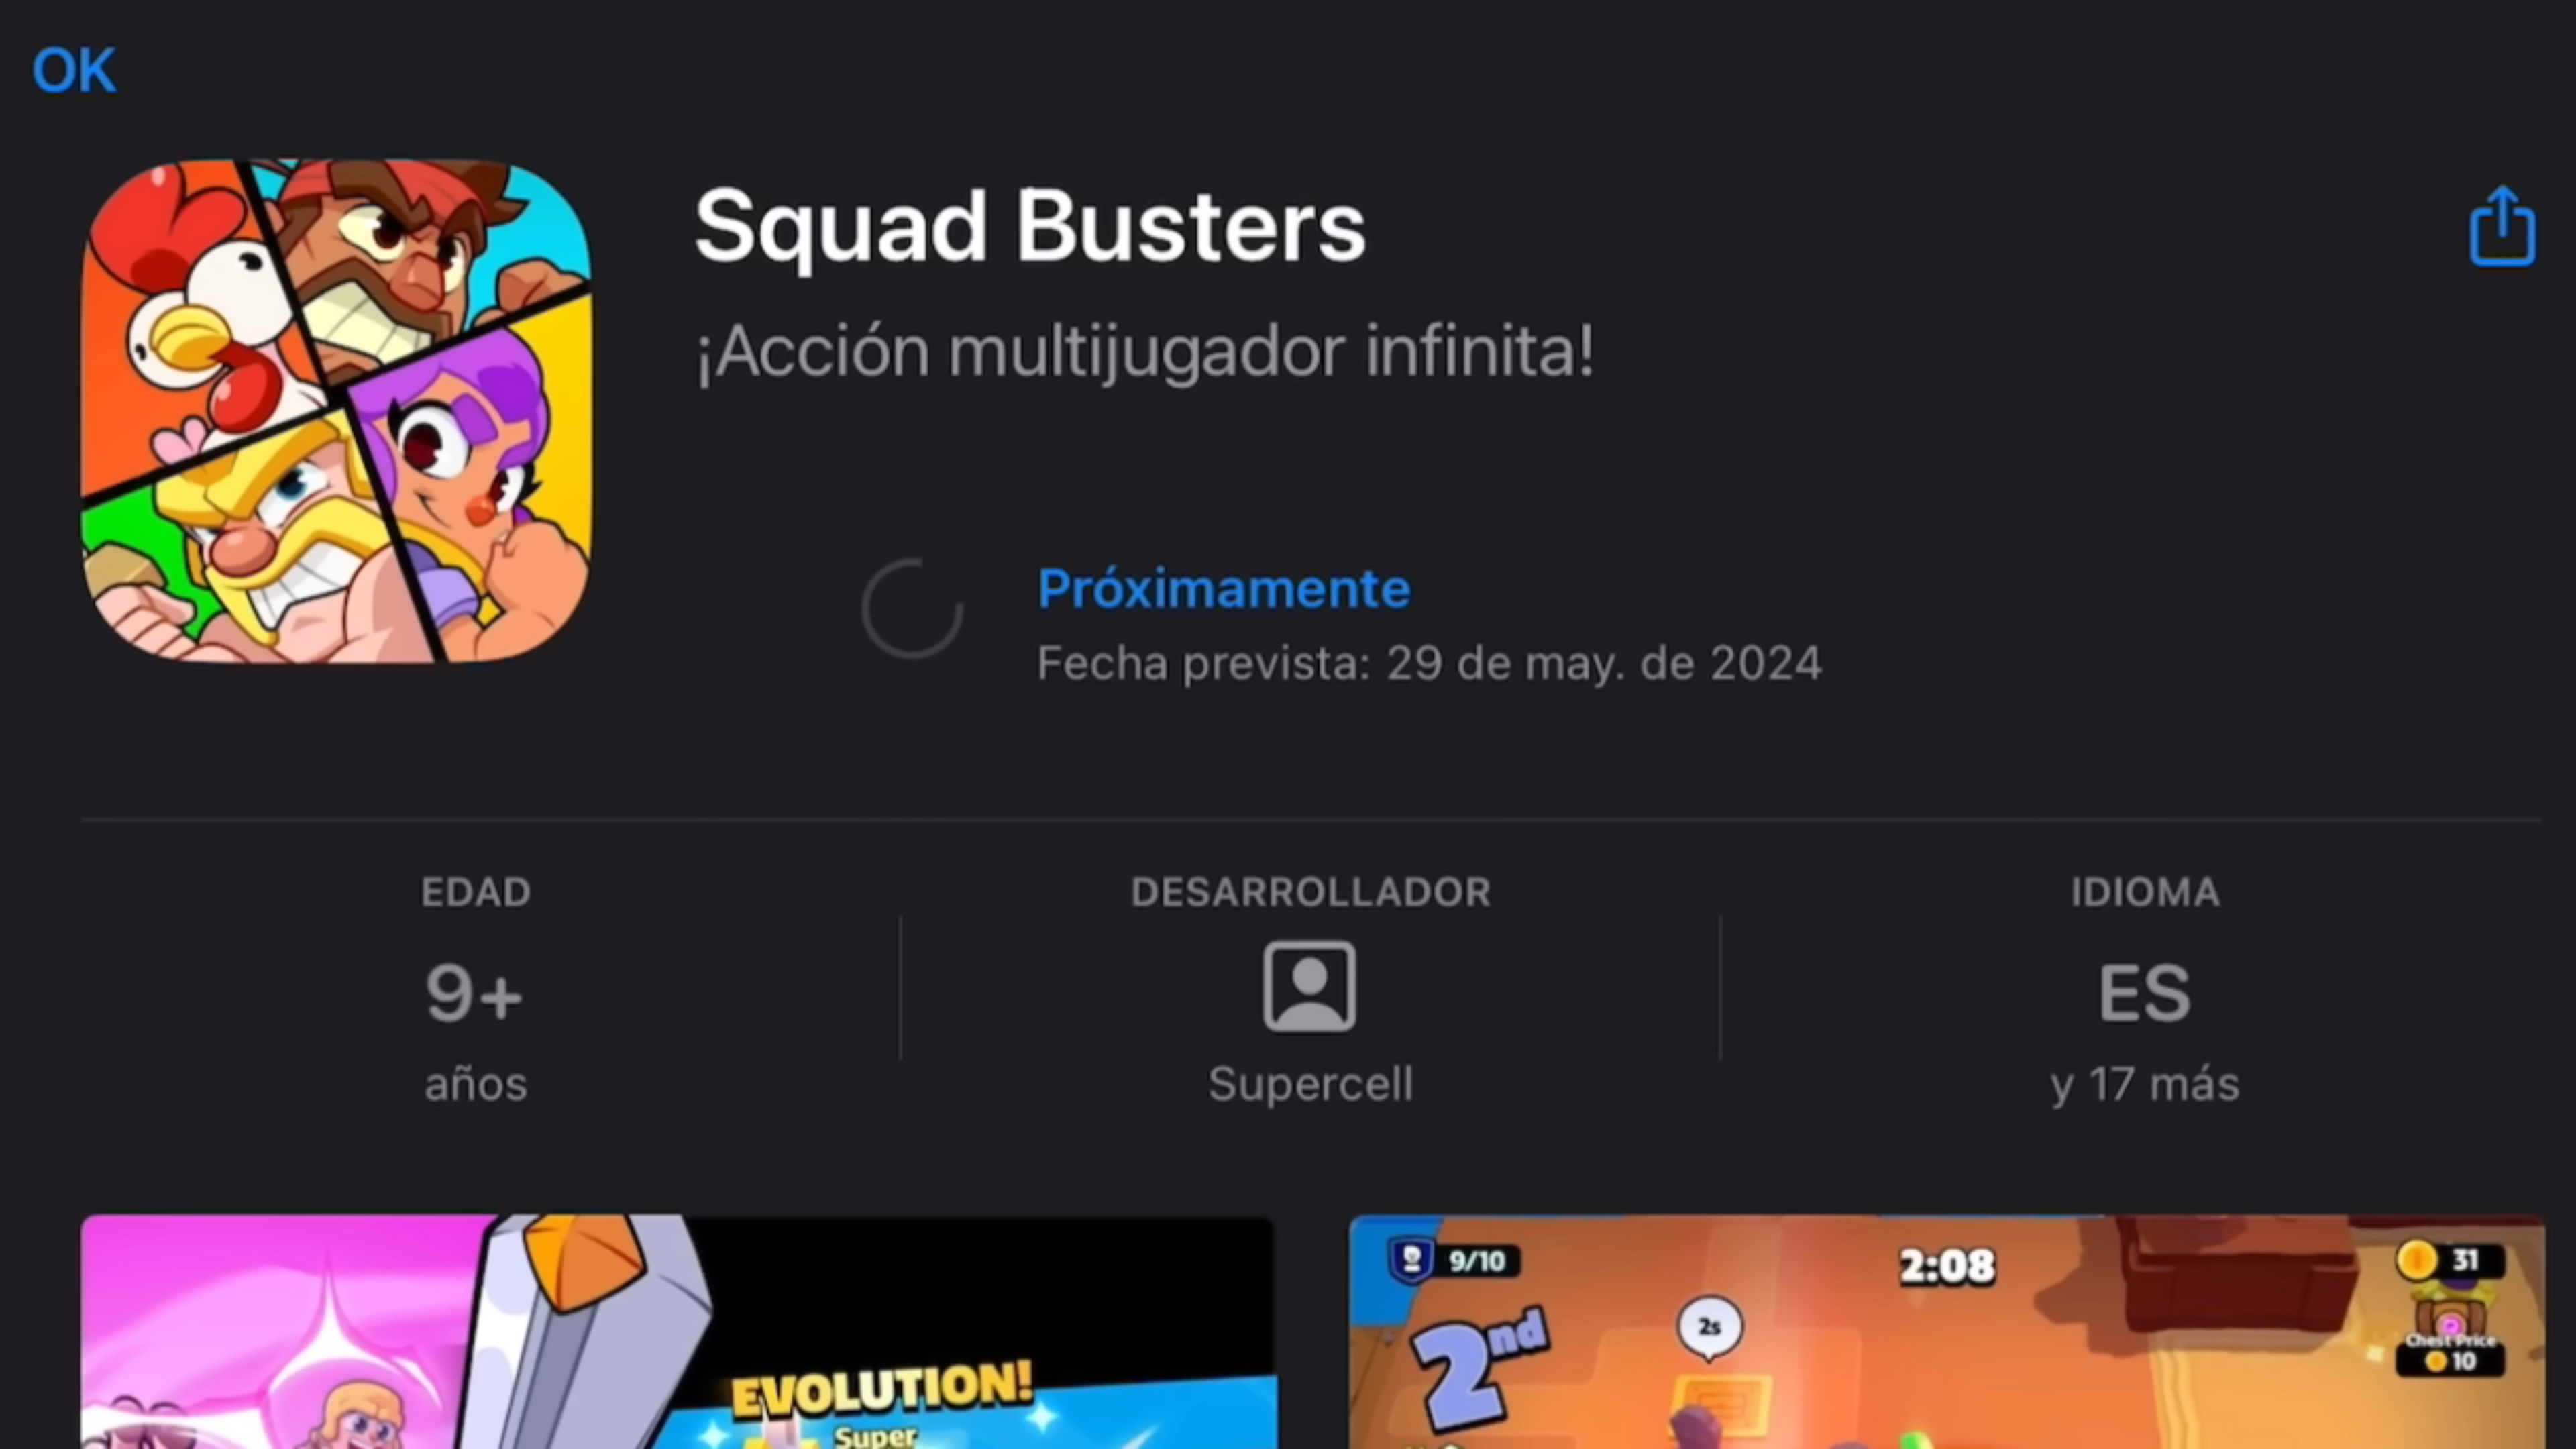 OK
Squad Busters
¡Acción multijugador infinita!
Próximamente
Fecha prevista: 29 de may. de 2024
EDAD
9+
años
DESARROLLADOR
Supercell
IDIOMA
ES
y 17 más
EVOLUTION!
Super
9/10
2:08
31
2nd
2s
Chest Price
10